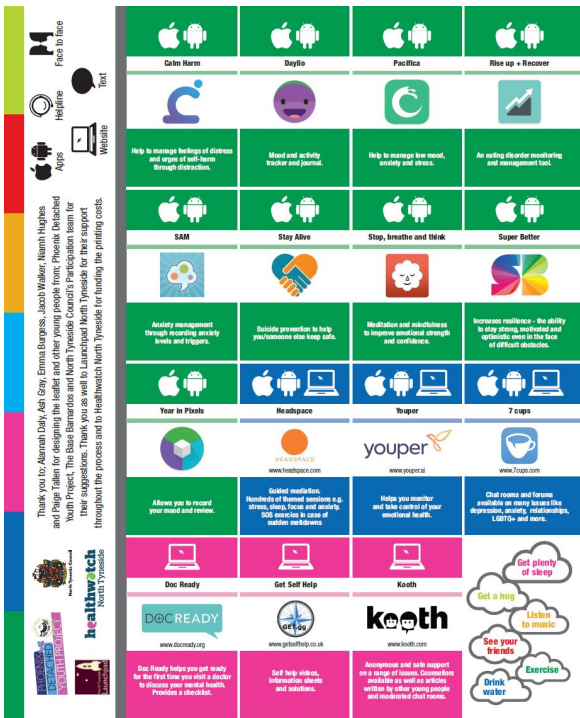 Face to face
Helpline
Text
Apps
Website
Thank you to; Alannah Daly, Ash Gray, Emma Burgess, Jacob Walker, Niamh Hughes
and Paige Tallen for designing the leaflet and other young people from; Phoenix Detached
Youth Project, The Base Barnardos and North Tyneside Council's Participation team for
their suggestions. Thank you as well to Launchpad North Tyneside for their support
throughout the process and to Healthwatch North Tyneside for funding the printing costs.
North Tyneside Council
healthwatch
North Tyneside
PHOENIX
DETACHED
YOUTH PROJECT
Launchpad
Calm Harm
Daylio
Pacifica
Rise up + Recover
Help to manage feelings of distress
and urges of self-harm
through distraction.
Mood and activity
tracker and journal.
Help to manage low mood,
anxiety and stress.
An eating disorder monitoring
and management tool.
SAM
Stay Alive
Stop, breathe and think
Super Better
SB
Anxiety management
through recording anxiety
levels and triggers.
Suicide prevention to help
you/someone else keep safe.
Meditation and mindfulness
to improve emotional strength
and confidence.
Increases resilience - the ability
to stay strong, motivated and
optimistic even in the face
of difficult obstacles.
Year in Pixels
Headspace
Youper
7 cups
HEADSPACE
www.headspace.com
youper
www.youper.ai
www.7cups.com
Allows you to record
your mood and review.
Guided mediation.
Hundreds of themed sessions e.g.
stress, sleep, focus and anxiety.
SOS exercies in case of
sudden meltdowns
Helps you monitor
and take control of your
emotional health.
Chat rooms and forums
available on many issues like
depression, anxiety, relationships,
LGBTQ+ and more.
Doc Ready
Get Self Help
Kooth
DOCREADY
www.docready.org
GET.gg
www.getselfhelp.co.uk
kooth
www.kooth.com
Doc Ready helps you get ready
for the first time you visit a doctor
to discuss your mental health.
Provides a checklist.
Self help videos,
information sheets
and solutions.
Anonymous and safe support
on a range of issues. Counsellors
available as well as articles
written by other young people
and moderated chat rooms.
Get plenty
of sleep
Get a hug
Listen
to music
See your
friends
Exercise
Drink
water